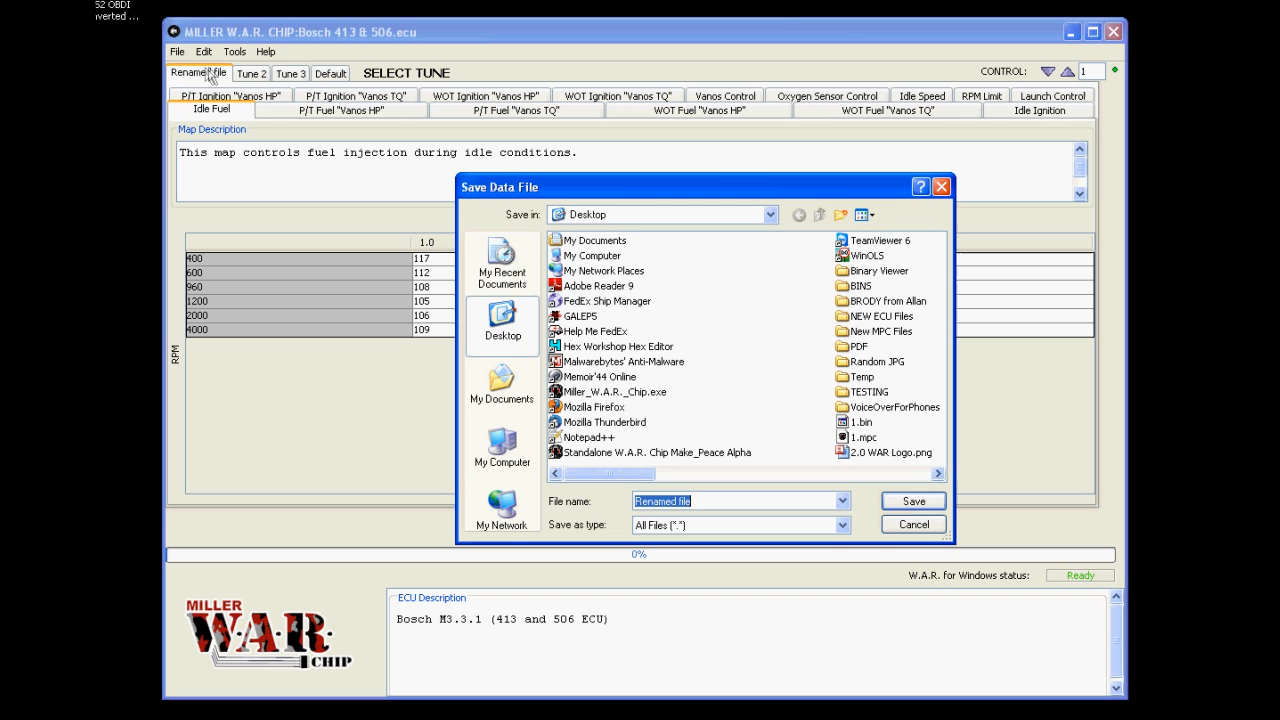 52 OBDI
nverted ...
MILLER W.A.R. CHIP:Bosch 413 & 506.ecu
File Edit Tools Help
Renamed file Tune 2 Tune 3 Default SELECT TUNE CONTROL: 1
P/T Ignition "Vanos HP" P/T Ignition "Vanos TQ" WOT Ignition "Vanos HP" WOT Ignition "Vanos TQ" Vanos Control Oxygen Sensor Control Idle Speed RPM Limit Launch Control
Idle Fuel P/T Fuel "Vanos HP" P/T Fuel "Vanos TQ" WOT Fuel "Vanos HP" WOT Fuel "Vanos TQ" Idle Ignition
Map Description
This map controls fuel injection during idle conditions.
Save Data File
Save in: Desktop
1.0
400 117
600 112
960 108
1200 105
2000 106
4000 109
RPM
My Recent
Documents
Desktop
My Documents
My Computer
My Network
My Documents TeamViewer 6
My Computer WinOLS
My Network Places Binary Viewer
Adobe Reader 9 BINS
FedEx Ship Manager BRODY from Allan
GALEP5 NEW ECU Files
Help Me FedEx New MPC Files
Hex Workshop Hex Editor PDF
Malwarebytes' Anti-Malware Random JPG
Memoir'44 Online Temp
Miller_W.A.R._Chip.exe TESTING
Mozilla Firefox VoiceOverForPhones
Mozilla Thunderbird 1.bin
Notepad++ 1.mpc
Standalone W.A.R. Chip Make_Peace Alpha 2.0 WAR Logo.png
File name: Renamed file Save
Save as type: All Files (*.*) Cancel
0%
W.A.R. for Windows status: Ready
MILLER
W.A.R.
CHIP
ECU Description
Bosch M3.3.1 (413 and 506 ECU)